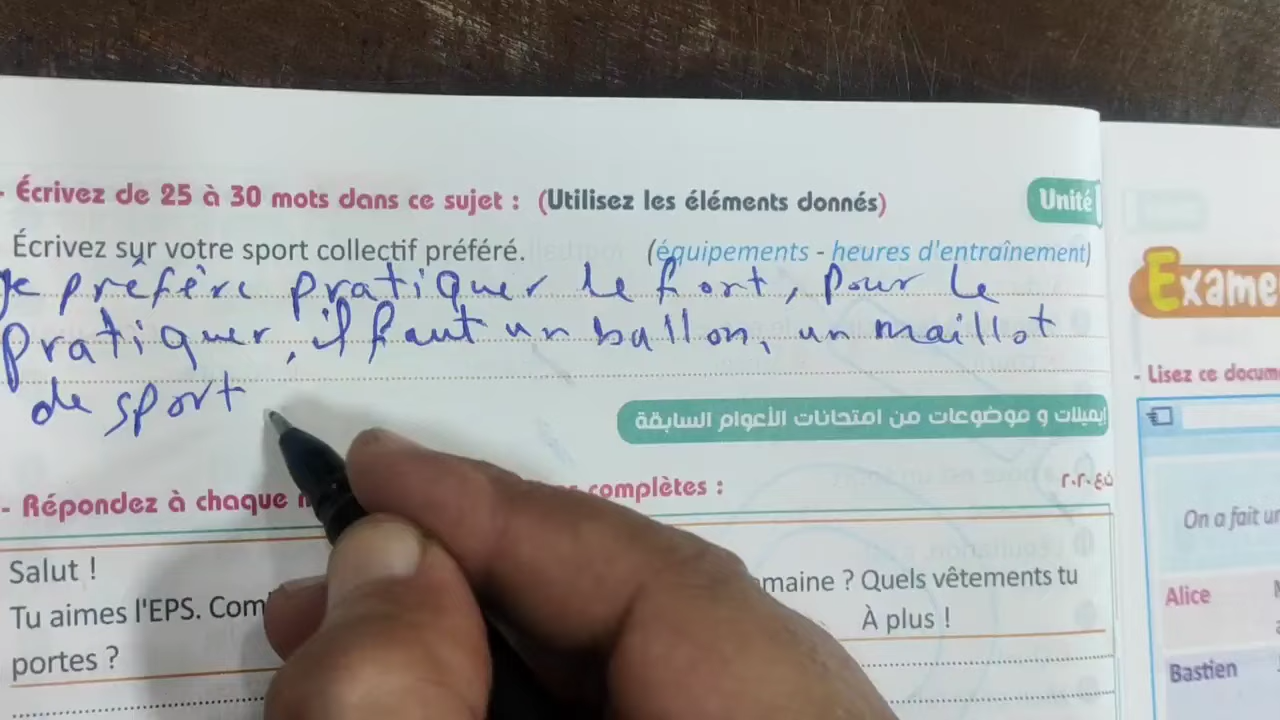 - Écrivez de 25 à 30 mots dans ce sujet : (Utilisez les éléments donnés)
Unité
Écrivez sur votre sport collectif préféré. (équipements - heures d'entraînement)
Je préfère pratiquer le foot, pour le
pratiquer, il faut un ballon, un maillot
de sport
إيميلات و موضوعات من امتحانات الأعوام السابقة
- Répondez à chaque complètes :
Salut !
Tu aimes l'EPS. maine ? Quels vêtements tu
portes ? À plus !
Exame
- Lisez ce docum
On a fait un
Alice
Bastien